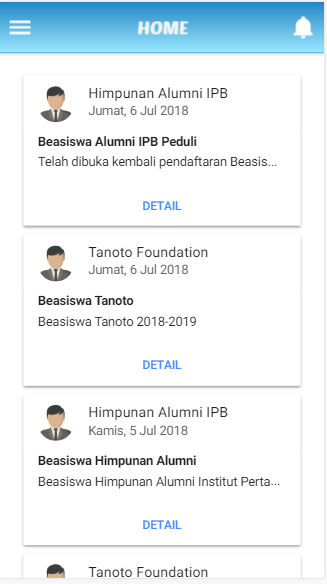 HOME
Himpunan Alumni IPB
Jumat, 6 Jul 2018
Beasiswa Alumni IPB Peduli
Telah dibuka kembali pendaftaran Beasis...
DETAIL
Tanoto Foundation
Jumat, 6 Jul 2018
Beasiswa Tanoto
Beasiswa Tanoto 2018-2019
DETAIL
Himpunan Alumni IPB
Kamis, 5 Jul 2018
Beasiswa Himpunan Alumni
Beasiswa Himpunan Alumni Institut Perta...
DETAIL
Tanoto Foundation